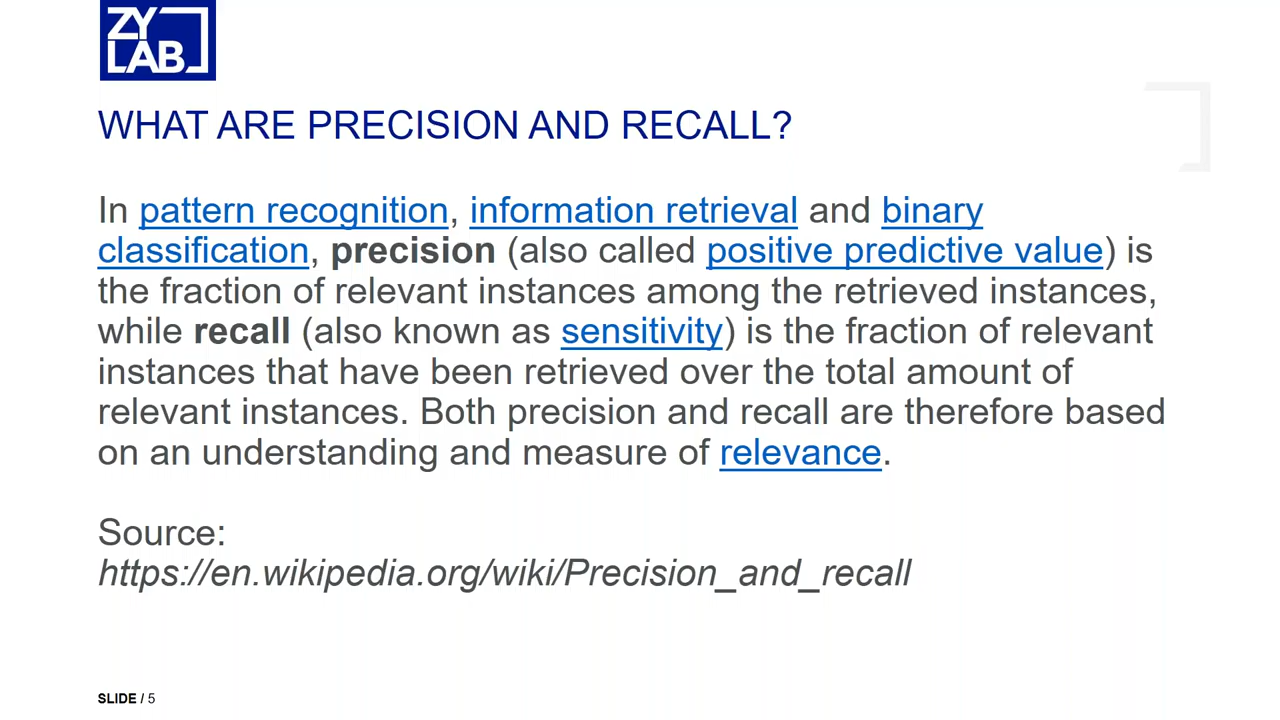 ZY
LAB
WHAT ARE PRECISION AND RECALL?
In pattern recognition, information retrieval and binary
classification, precision (also called positive predictive value) is
the fraction of relevant instances among the retrieved instances,
while recall (also known as sensitivity) is the fraction of relevant
instances that have been retrieved over the total amount of
relevant instances. Both precision and recall are therefore based
on an understanding and measure of relevance.
Source:
https://en.wikipedia.org/wiki/Precision_and_recall
SLIDE / 5